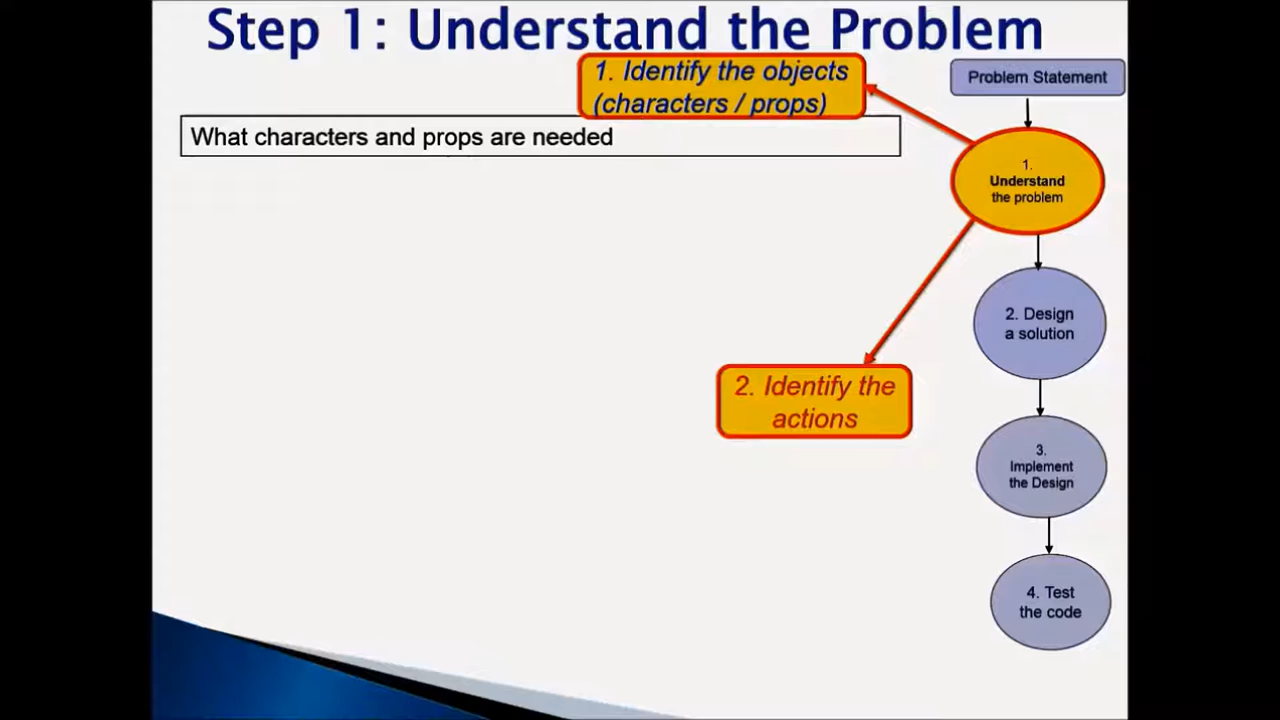 Step 1: Understand the Problem
1. Identify the objects
(characters / props)
Problem Statement
What characters and props are needed
1.
Understand
the problem
2. Design
a solution
2. Identify the
actions
3.
Implement
the Design
4. Test
the code